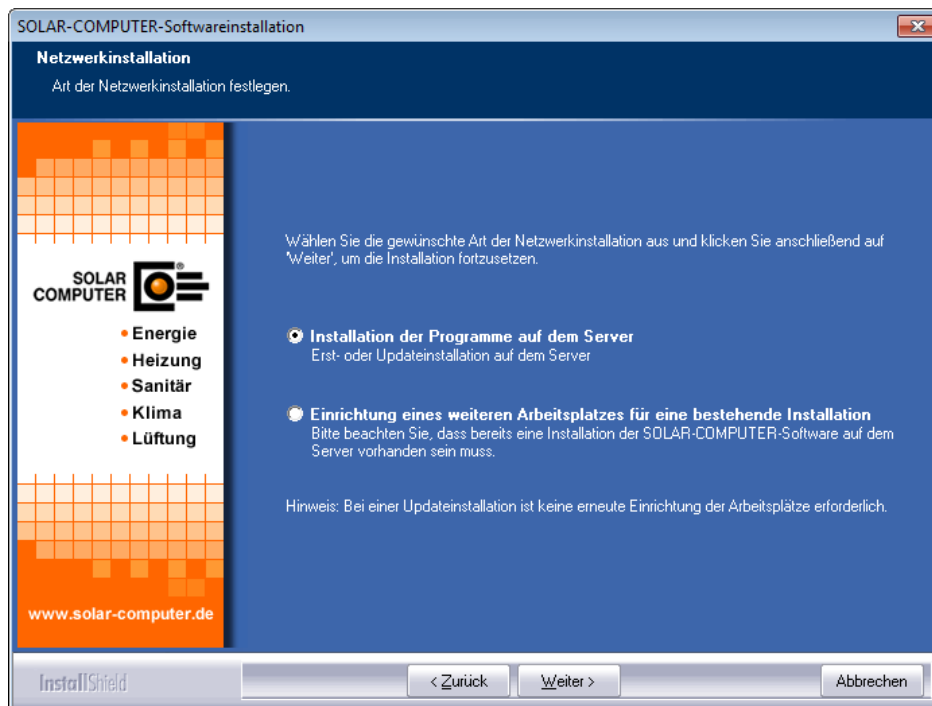 SOLAR-COMPUTER-Softwareinstallation
Netzwerkinstallation
Art der Netzwerkinstallation festlegen.
Wählen Sie die gewünschte Art der Netzwerkinstallation aus und klicken Sie anschließend auf
'Weiter', um die Installation fortzusetzen.
SOLAR
COMPUTER
®
• Energie
• Heizung
• Sanitär
• Klima
• Lüftung
Installation der Programme auf dem Server
Erst- oder Updateinstallation auf dem Server
Einrichtung eines weiteren Arbeitsplatzes für eine bestehende Installation
Bitte beachten Sie, dass bereits eine Installation der SOLAR-COMPUTER-Software auf dem
Server vorhanden sein muss.
Hinweis: Bei einer Updateinstallation ist keine erneute Einrichtung der Arbeitsplätze erforderlich.
www.solar-computer.de
InstallShield
< Zurück
Weiter >
Abbrechen